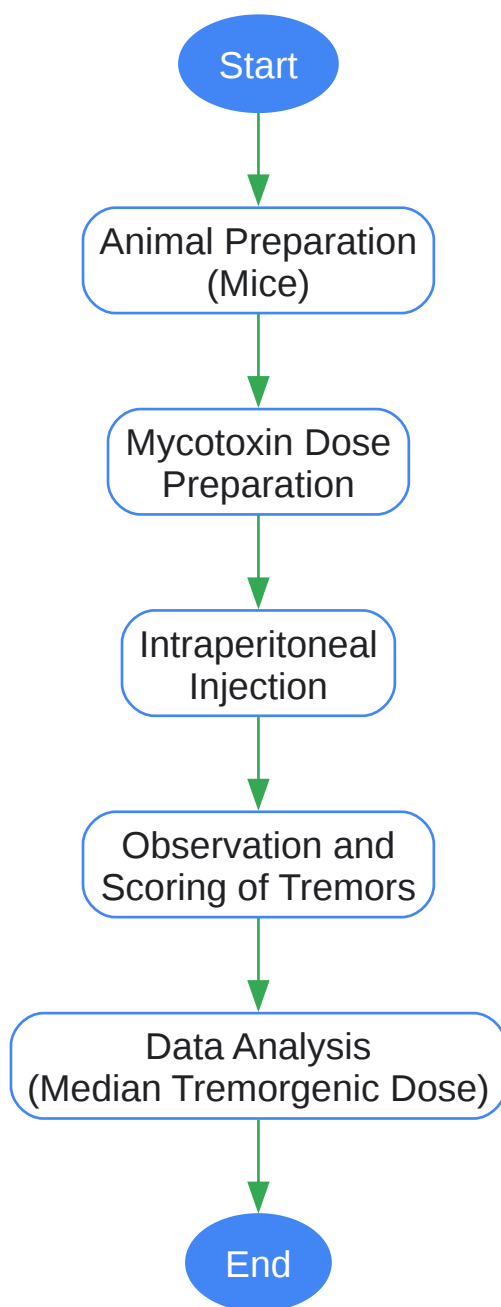 Start
Animal Preparation
(Mice)
Mycotoxin Dose
Preparation
Intraperitoneal
Injection
Observation and
Scoring of Tremors
Data Analysis
(Median Tremorgenic Dose)
End